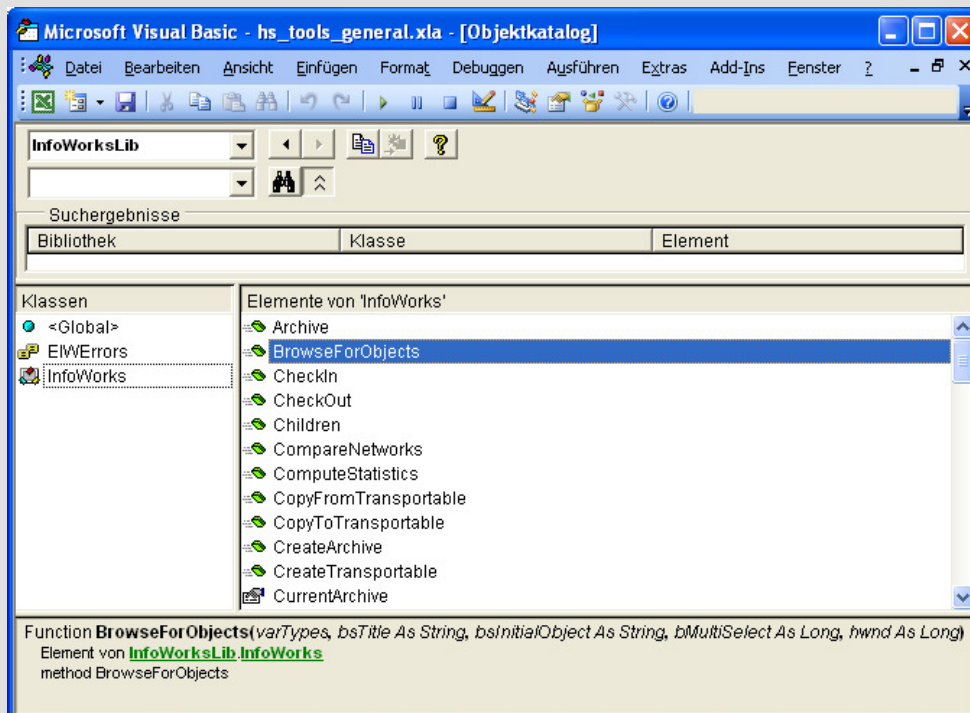 Microsoft Visual Basic - hs_tools_general.xla - [Objektkatalog]
Datei Bearbeiten Ansicht Einfügen Format Debuggen Ausführen Extras Add-Ins Fenster ?
InfoWorksLib
Suchergebnisse
Bibliothek Klasse Element
Klassen
<Global>
EIWErrors
InfoWorks
Elemente von 'InfoWorks'
Archive
BrowseForObjects
CheckIn
CheckOut
Children
CompareNetworks
ComputeStatistics
CopyFromTransportable
CopyToTransportable
CreateArchive
CreateTransportable
CurrentArchive
Function BrowseForObjects(varTypes, bsTitle As String, bsInitialObject As String, bMultiSelect As Long, hwnd As Long)
Element von InfoWorksLib.InfoWorks
method BrowseForObjects